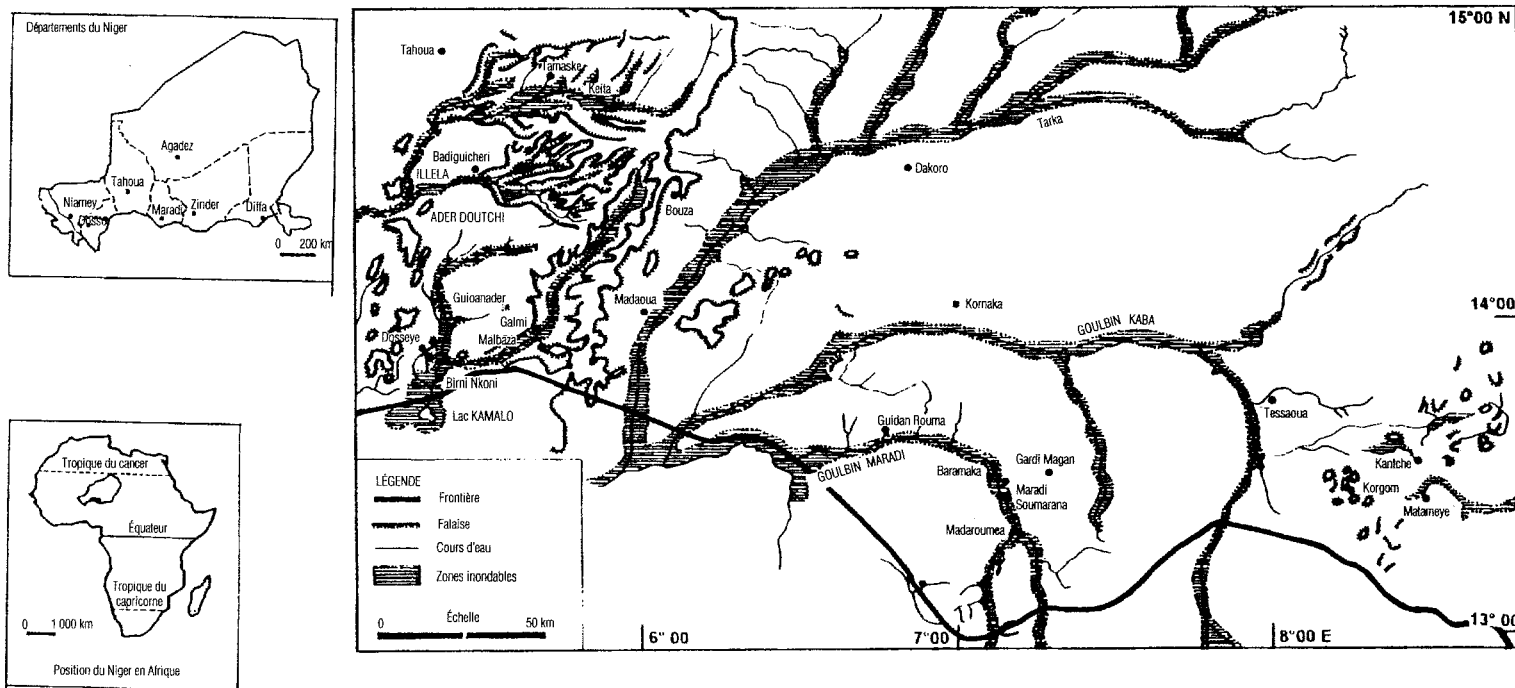 Départements du Niger
Agadez
Tahoua
Niamey
Dosso
Maradi
Zinder
Diffa
0 200 km
Tropique du cancer
Équateur
Tropique du
capricorne
0 1 000 km
Position du Niger en Afrique
15°00 N
Tahoua
Tamaske
Keita
Tarka
Badiguicheri
ILLELA
Dakoro
ADER DOUTCHI
Bouza
Guioanader
Galmi
Madaoua
Kornaka
14°00
GOULBIN KABA
Dosseye
Malbaza
Birni Nkoni
Lac KAMALO
Tessaoua
Guidan Rouma
GOULBIN MARADI
Baramaka
Gardi Magan
Kantche
Maradi
Soumarana
Korgom
Matameye
Madaroumea
LÉGENDE
Frontière
Falaise
Cours d'eau
Zones inondables
Échelle
0 50 km
6° 00
7°00
8°00 E
13° 00